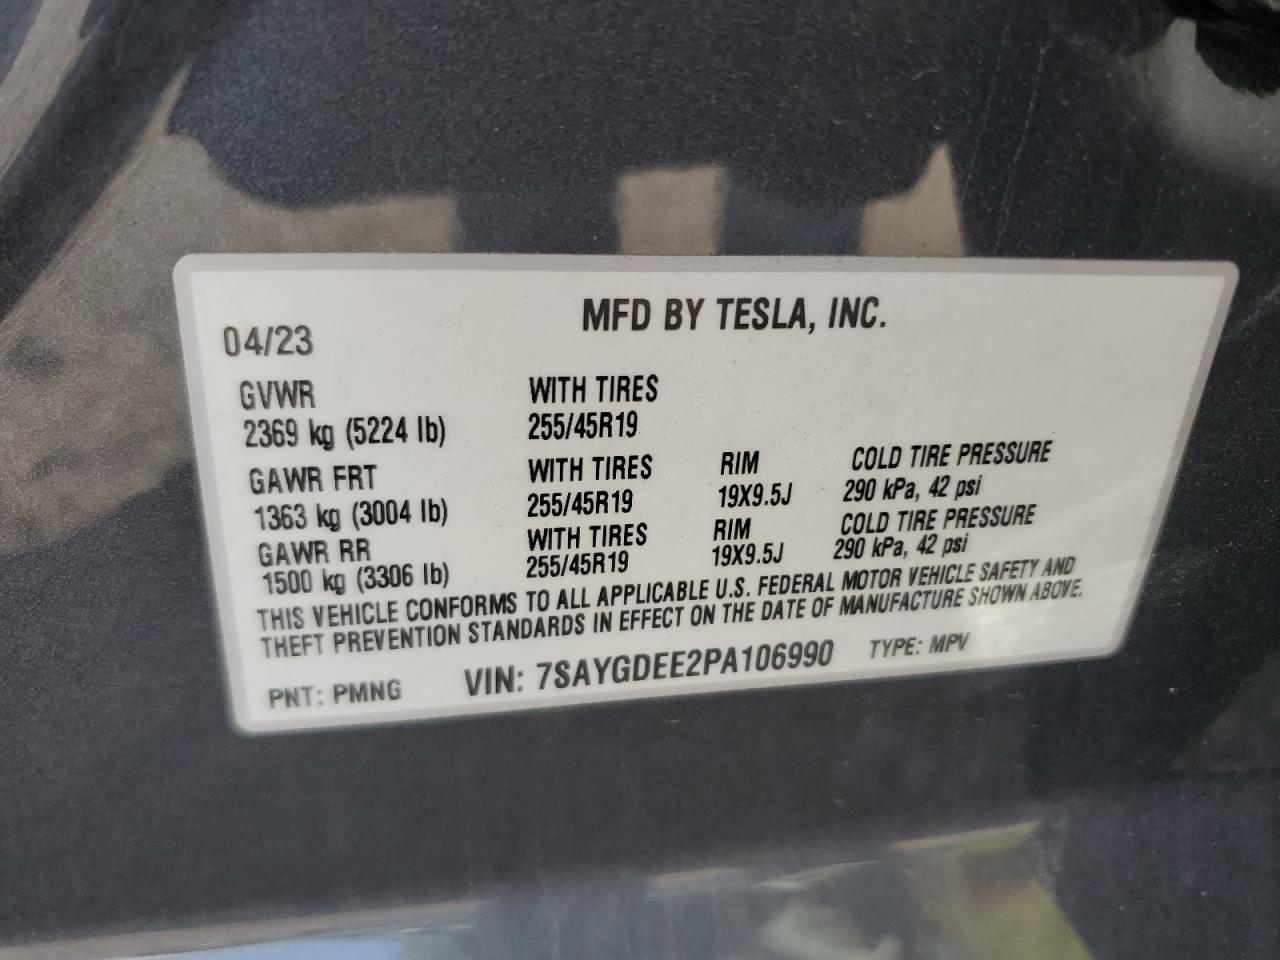 MFD BY TESLA, INC.
04/23
GVWR WITH TIRES
2369 kg (5224 lb) 255/45R19
GAWR FRT WITH TIRES RIM COLD TIRE PRESSURE
1363 kg (3004 lb) 255/45R19 19X9.5J 290 kPa, 42 psi
GAWR RR WITH TIRES RIM COLD TIRE PRESSURE
1500 kg (3306 lb) 255/45R19 19X9.5J 290 kPa, 42 psi
THIS VEHICLE CONFORMS TO ALL APPLICABLE U.S. FEDERAL MOTOR VEHICLE SAFETY AND
THEFT PREVENTION STANDARDS IN EFFECT ON THE DATE OF MANUFACTURE SHOWN ABOVE.
PNT: PMNG VIN: 7SAYGDEE2PA106990 TYPE: MPV